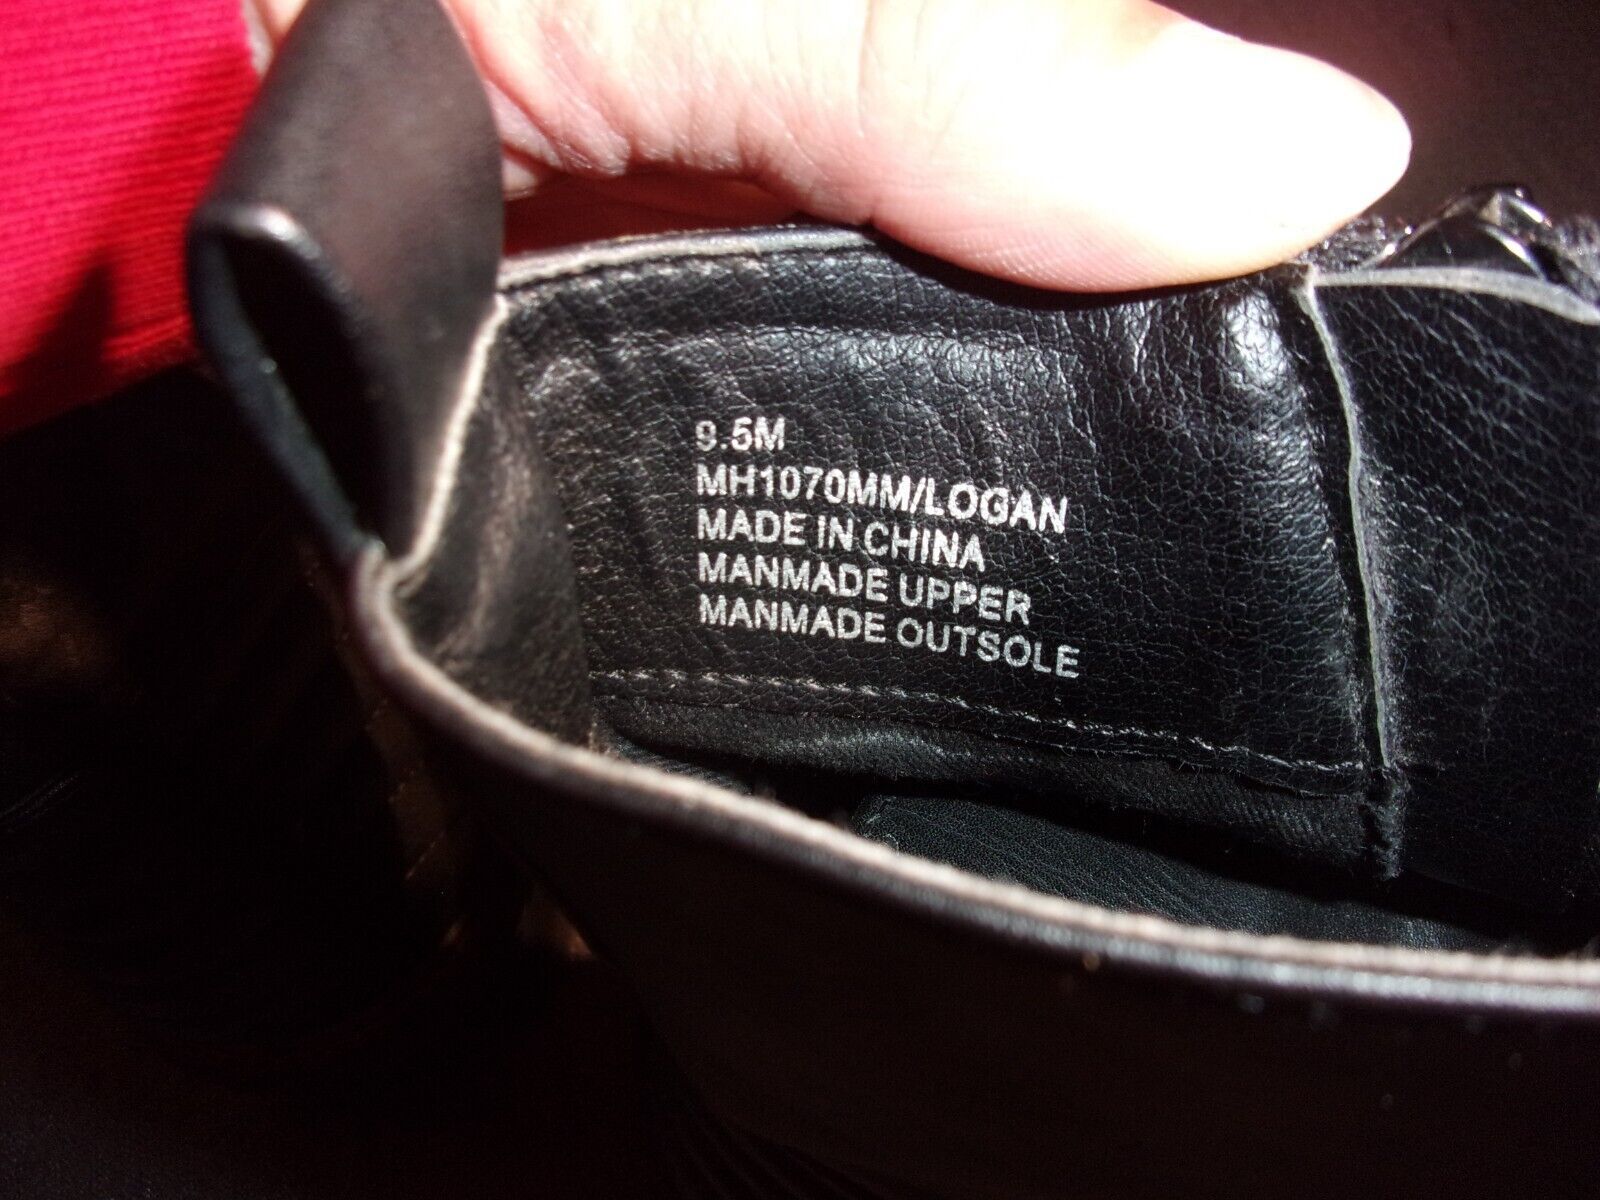 9.5M
MH1070MM/LOGAN
MADE IN CHINA
MANMADE UPPER
MANMADE OUTSOLE